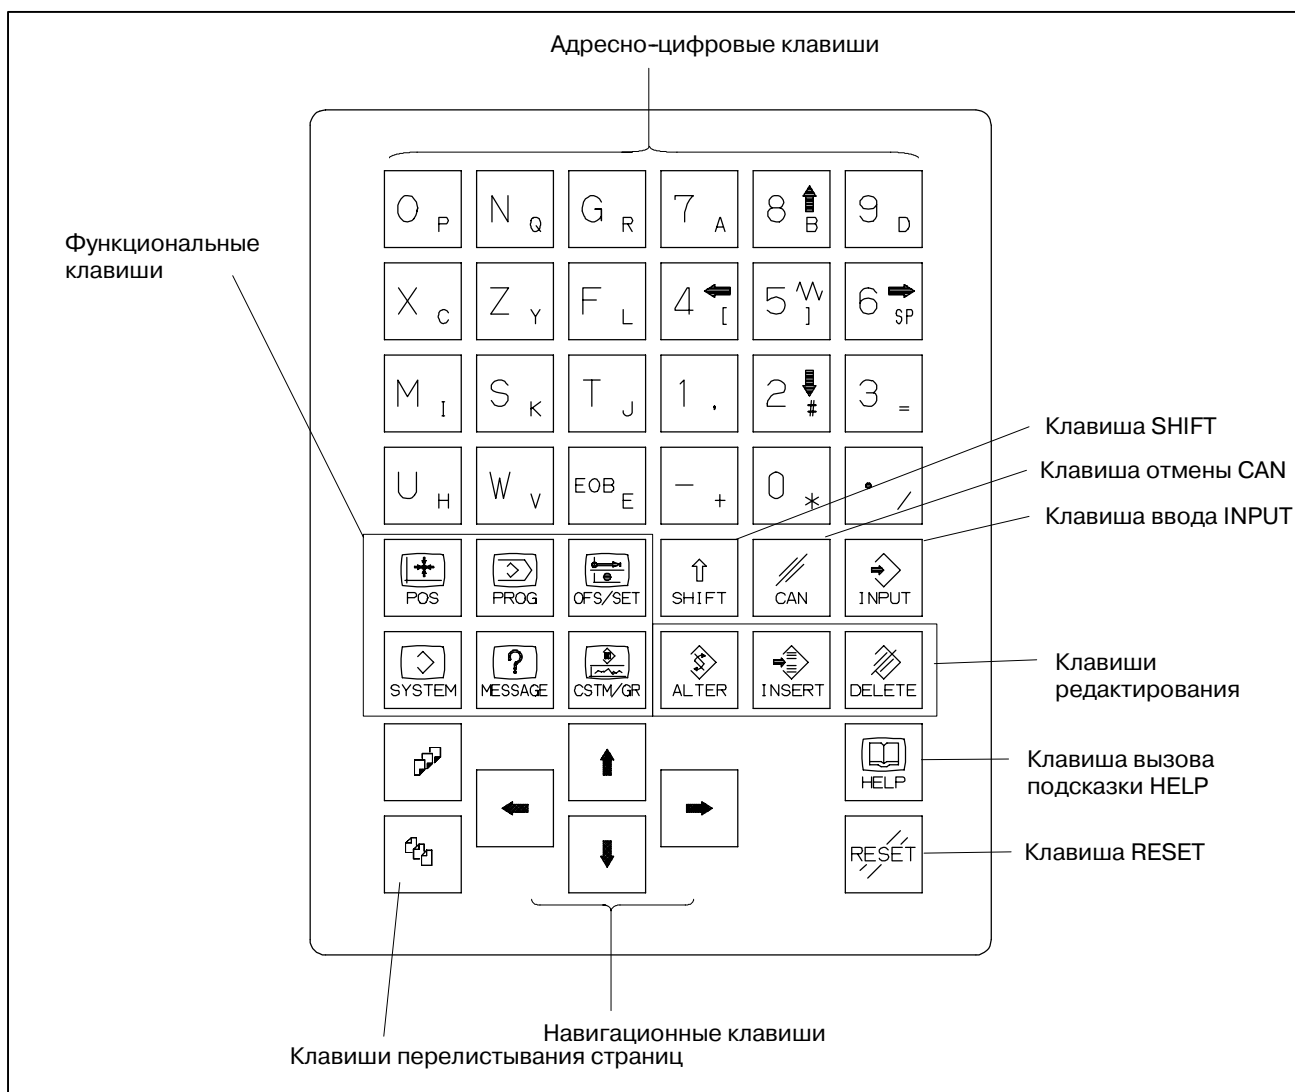 Адресно-цифровые клавиши
O P N Q G R 7 A 8 B 9 D
Функциональные
клавиши
X C Z Y F L 4 [ 5 ] 6 SP
M I S K T J 1 , 2 # 3 =
Клавиша SHIFT
Клавиша отмены CAN
U H W V EOB E - + 0 * . /
Клавиша ввода INPUT
POS PROG OFS/SET SHIFT CAN INPUT
SYSTEM MESSAGE CSTM/GR ALTER INSERT DELETE
Клавиши
редактирования
HELP
Клавиша вызова
подсказки HELP
RESET
Клавиша RESET
Навигационные клавиши
Клавиши перелистывания страниц